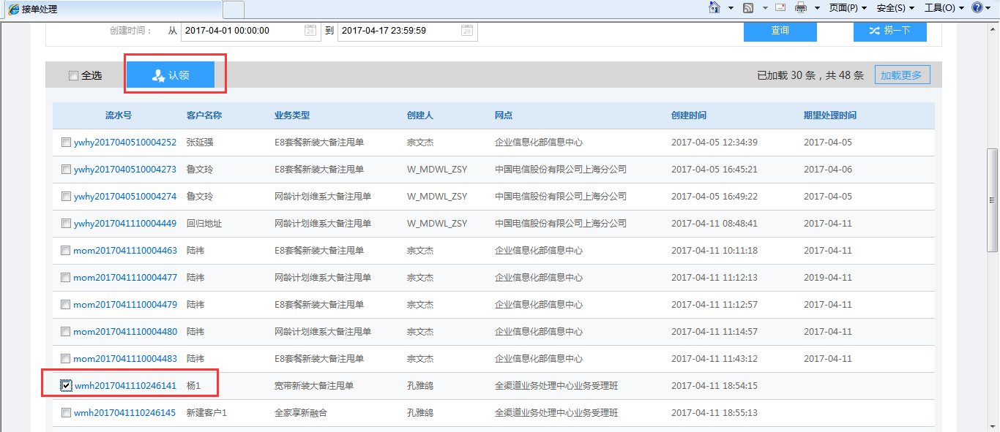 接单处理
页面(P) 安全(S) 工具(O)
创建时间： 从 2017-04-01 00:00:00 28 到 2017-04-17 23:59:59 28 查询 捞一下
全选 认领 已加载 30 条，共 48 条 加载更多
流水号 客户名称 业务类型 创建人 网点 创建时间 期望处理时间
ywhy2017040510004252 张延强 E8套餐新装大备注甩单 宗文杰 企业信息化部信息中心 2017-04-05 12:34:39 2017-04-05
ywhy2017040510004273 鲁文玲 E8套餐新装大备注甩单 W_MDWL_ZSY 中国电信股份有限公司上海分公司 2017-04-05 16:45:21 2017-04-06
ywhy2017040510004274 鲁文玲 网龄计划维系大备注甩单 W_MDWL_ZSY 中国电信股份有限公司上海分公司 2017-04-05 16:49:22 2017-04-05
ywhy2017041110004449 回归地址 网龄计划维系大备注甩单 W_MDWL_ZSY 中国电信股份有限公司上海分公司 2017-04-11 08:48:41 2017-04-11
mom2017041110004463 陆祎 E8套餐新装大备注甩单 宗文杰 企业信息化部信息中心 2017-04-11 10:11:18 2017-04-11
mom2017041110004477 陆祎 网龄计划维系大备注甩单 宗文杰 企业信息化部信息中心 2017-04-11 11:12:13 2019-04-11
mom2017041110004479 陆祎 E8套餐新装大备注甩单 宗文杰 企业信息化部信息中心 2017-04-11 11:12:57 2017-04-11
mom2017041110004480 陆祎 网龄计划维系大备注甩单 宗文杰 企业信息化部信息中心 2017-04-11 11:14:57 2017-04-11
mom2017041110004483 陆祎 E8套餐新装大备注甩单 宗文杰 企业信息化部信息中心 2017-04-11 11:43:12 2017-04-11
wmh2017041110246141 杨1 宽带新装大备注甩单 孔雅鸽 全渠道业务处理中心业务受理班 2017-04-11 18:54:15
wmh2017041110246145 新建客户1 全家享新融合 孔雅鸽 全渠道业务处理中心业务受理班 2017-04-11 18:55:13